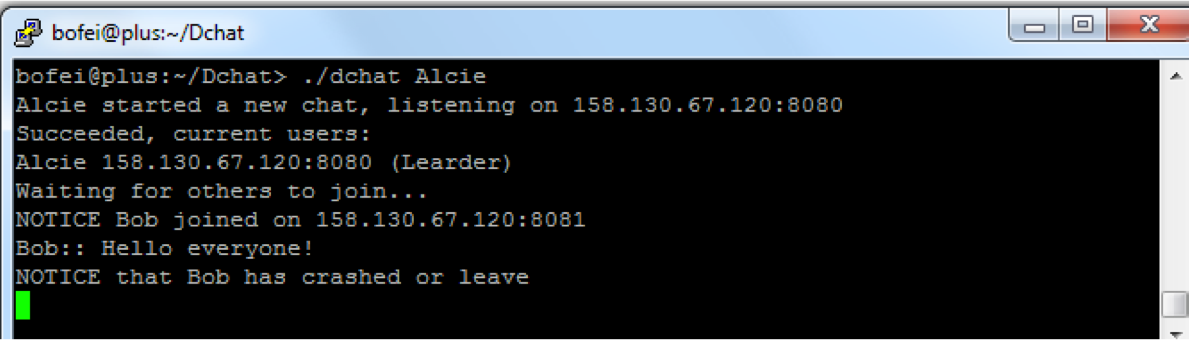 bofei@plus:~/Dchat
bofei@plus:~/Dchat> ./dchat Alcie
Alcie started a new chat, listening on 158.130.67.120:8080
Succeeded, current users:
Alcie 158.130.67.120:8080 (Learder)
Waiting for others to join...
NOTICE Bob joined on 158.130.67.120:8081
Bob:: Hello everyone!
NOTICE that Bob has crashed or leave